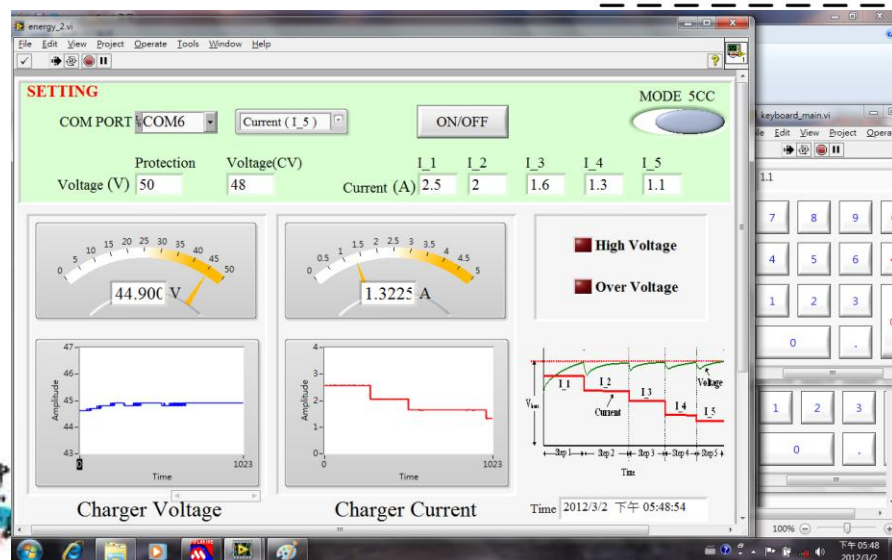 energy_2.vi
File Edit View Project Operate Tools Window Help
SETTING
MODE 5CC
COM PORT COM6 Current ( I_5 ) ON/OFF
Protection Voltage(CV) I_1 I_2 I_3 I_4 I_5
Voltage (V) 50 48 Current (A) 2.5 2 1.6 1.3 1.1
0 5 10 15 20 25 30 35 40 45 50
44.900 V
0 0.5 1 1.5 2 2.5 3 3.5 4 4.5 5
1.3225 A
High Voltage
Over Voltage
47
46
45
44
43
Amplitude
0 1023
Time
Charger Voltage
4
3
2
1
0
Amplitude
0 1023
Time
Charger Current
I_1 I_2 I_3 I_4 I_5
Voltage
Current
Step 1 Step 2 Step 3 Step 4 Step 5
Time
Time 2012/3/2 下午 05:48:54
keyboard_main.vi
Edit View Project Opera
1.1
7 8 9
4 5 6
1 2 3
0 .
1 2 3
0 .
100%
下午 05:48
2012/3/2